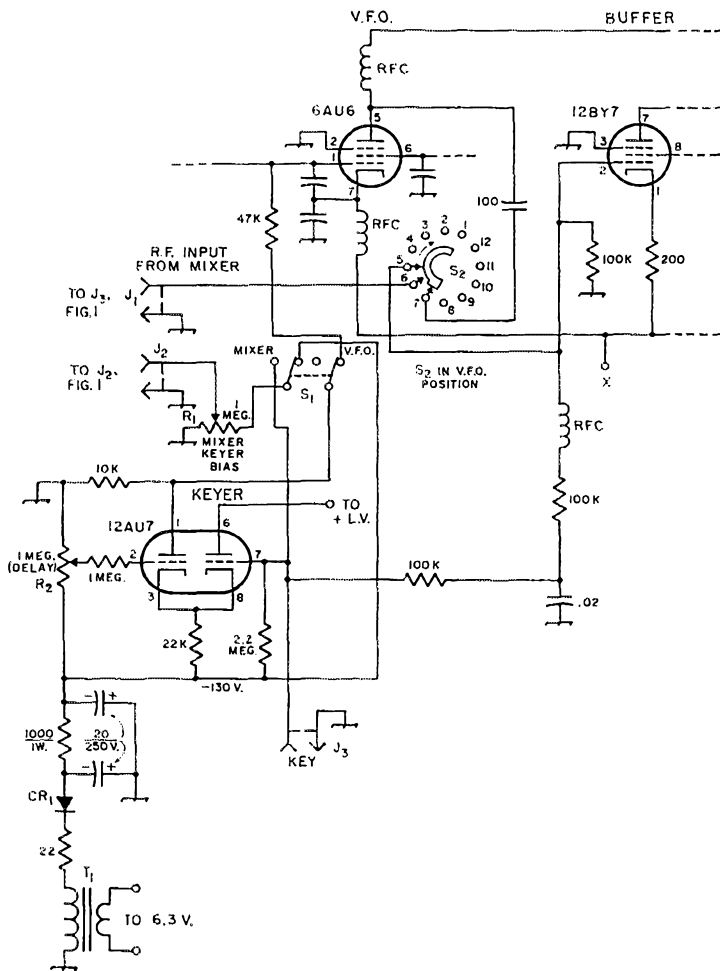 V.F.O.
BUFFER
RFC
6AU6
5
2
1
6
7
12BY7
7
3
2
8
1
47K
RFC
100
3
2
1
4
12
5
S2
11
6
10
7
8
9
100K
200
R.F. INPUT
FROM MIXER
TO J3,
FIG.1
J1
J2
TO J2,
FIG.1
MIXER
V.F.O.
S1
S2 IN V.F.O.
POSITION
X
R1
1
MEG.
MIXER
KEYER
BIAS
RFC
10K
KEYER
TO
+ L.V.
100K
12AU7
1
6
1 MEG.
(DELAY)
R2
1 MEG.
2
7
3
8
100K
.02
22K
2.2
MEG.
-130 V.
- +
1000
1W.
20
250V.
- +
KEY
J3
CR1
22
T1
TO 6.3 V.